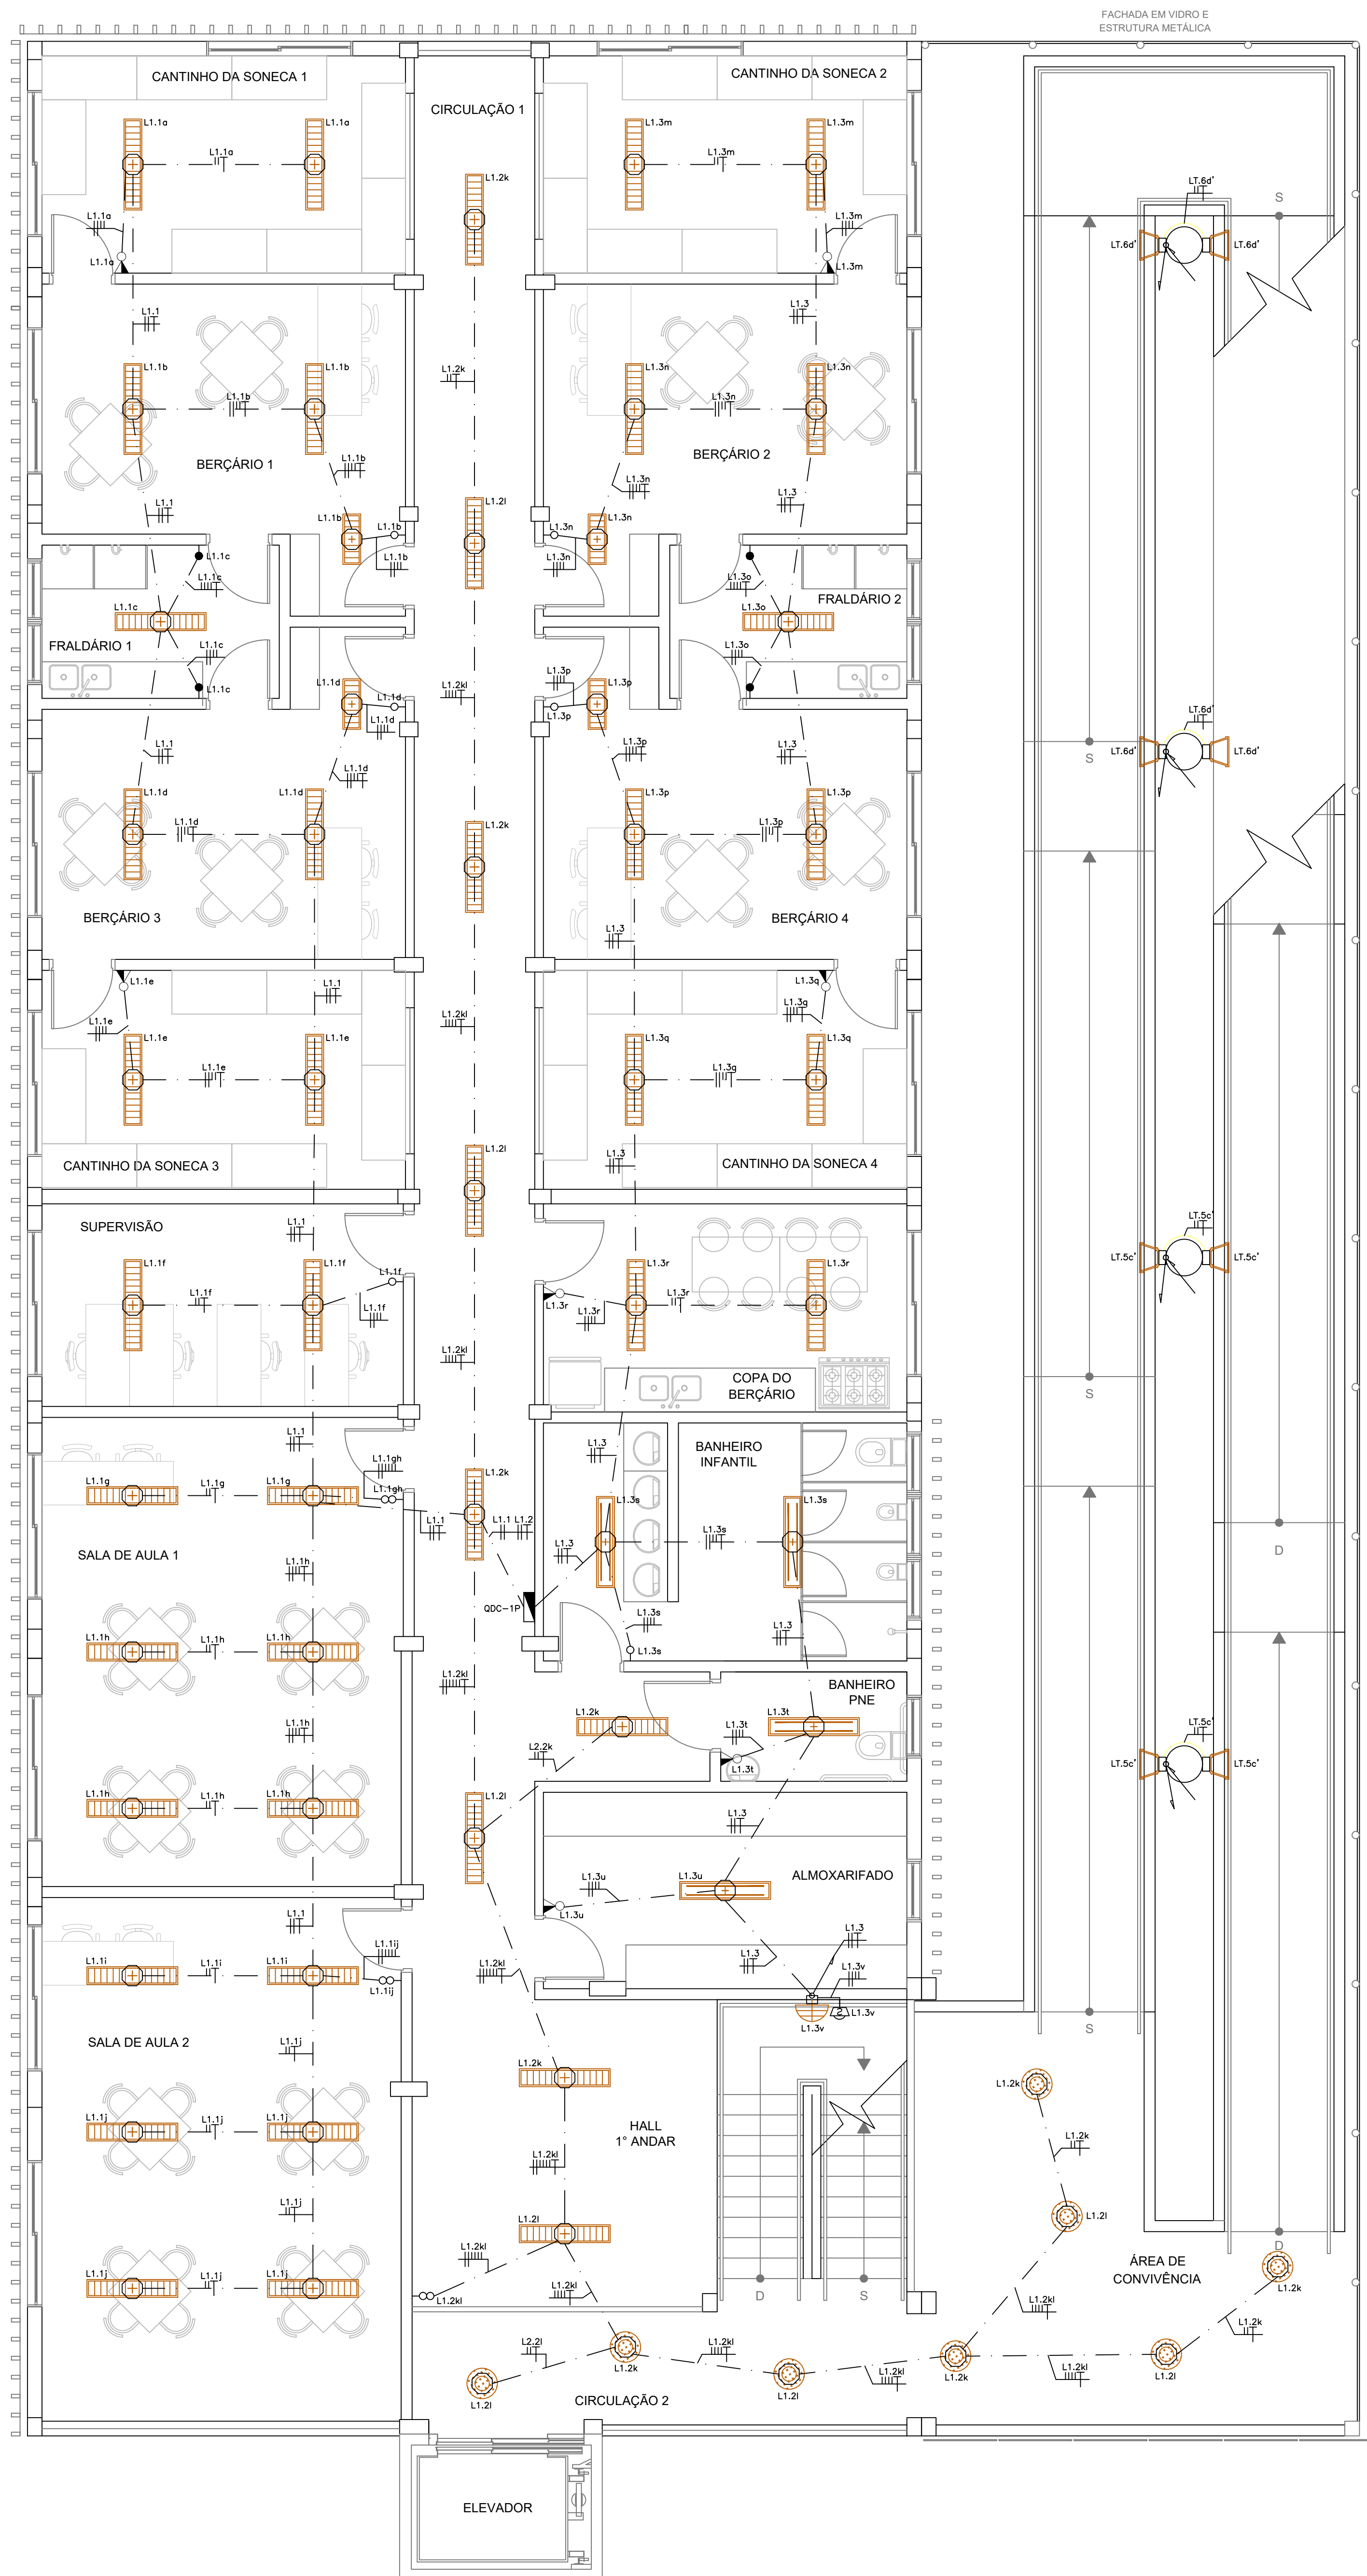 FACHADA EM VIDRO E
ESTRUTURA METÁLICA
CANTINHO DA SONECA 1
CANTINHO DA SONECA 2
CIRCULAÇÃO 1
L1.1a
L1.1a
L1.3m
L1.3m
L1.1a
L1.3m
L1.2k
LT.6d'
S
L1.1a
L1.3m
LT.6d'
LT.6d'
L1.1a
L1.3m
L1.1
L1.3
L1.1b
L1.1b
L1.2k
L1.3n
L1.3n
L1.1b
L1.3n
BERÇÁRIO 1
BERÇÁRIO 2
L1.1b
L1.3n
L1.1
L1.2l
L1.3
L1.1b
L1.1b
L1.3n
L1.3n
L1.1c
L1.1b
L1.3n
L1.1c
L1.3o
L1.1c
L1.3o
FRALDÁRIO 2
FRALDÁRIO 1
L1.1c
L1.3o
L1.1c
L1.1d
L1.1d
L1.2kl
L1.3p
L1.3p
L1.3p
LT.6d'
L1.1
L1.1d
L1.3p
L1.3
LT.6d'
LT.6d'
S
L1.1d
L1.1d
L1.1d
L1.3p
L1.3p
L1.1d
L1.2k
L1.3p
BERÇÁRIO 3
BERÇÁRIO 4
L1.3
L1.1e
L1.1
L1.3q
L1.1e
L1.2kl
L1.3q
L1.1e
L1.1e
L1.3q
L1.3q
L1.1e
L1.3q
CANTINHO DA SONECA 3
L1.2l
L1.3
CANTINHO DA SONECA 4
SUPERVISÃO
L1.1
LT.5c'
L1.1f
L1.1f
L1.1f
L1.3r
L1.3r
LT.5c'
LT.5c'
L1.1f
L1.1f
L1.3r
L1.3r
L1.3r
L1.2kl
COPA DO
BERÇÁRIO
S
L1.1
L1.3
BANHEIRO
INFANTIL
L1.1gh
L1.2k
L1.1g
L1.1g
L1.1g
L1.1gh
L1.3s
L1.3s
L1.1
L1.1
L1.2
L1.3
L1.3s
SALA DE AULA 1
L1.1h
D
QDC-1P
L1.3s
L1.3
L1.1h
L1.1h
L1.1h
L1.3s
L1.2kl
BANHEIRO
PNE
L1.1h
L1.2k
L1.3t
L1.3t
LT.5c'
L2.2k
L1.3t
LT.5c'
LT.5c'
L1.1h
L1.1h
L1.1h
L1.2l
L1.3
L1.3u
L1.3u
ALMOXARIFADO
L1.3u
L1.1
L1.3
L1.1ij
L1.3
L1.1i
L1.1i
L1.1i
L1.2kl
L1.3v
L1.1ij
2
L1.3v
L1.3v
S
SALA DE AULA 2
L1.1j
L1.2k
L1.2k
L1.1j
L1.1j
L1.1j
HALL
1° ANDAR
L1.2k
L1.2kl
L1.1j
L1.2l
L1.2l
L1.2kl
D
ÁREA DE
CONVIVÊNCIA
L1.2k
L1.1j
L1.1j
L1.1j
L1.2kl
L1.2kl
D
S
L1.2kl
L1.2k
L2.2l
L1.2kl
L1.2k
L1.2kl
L1.2k
L1.2kl
L1.2l
L1.2l
L1.2l
CIRCULAÇÃO 2
ELEVADOR